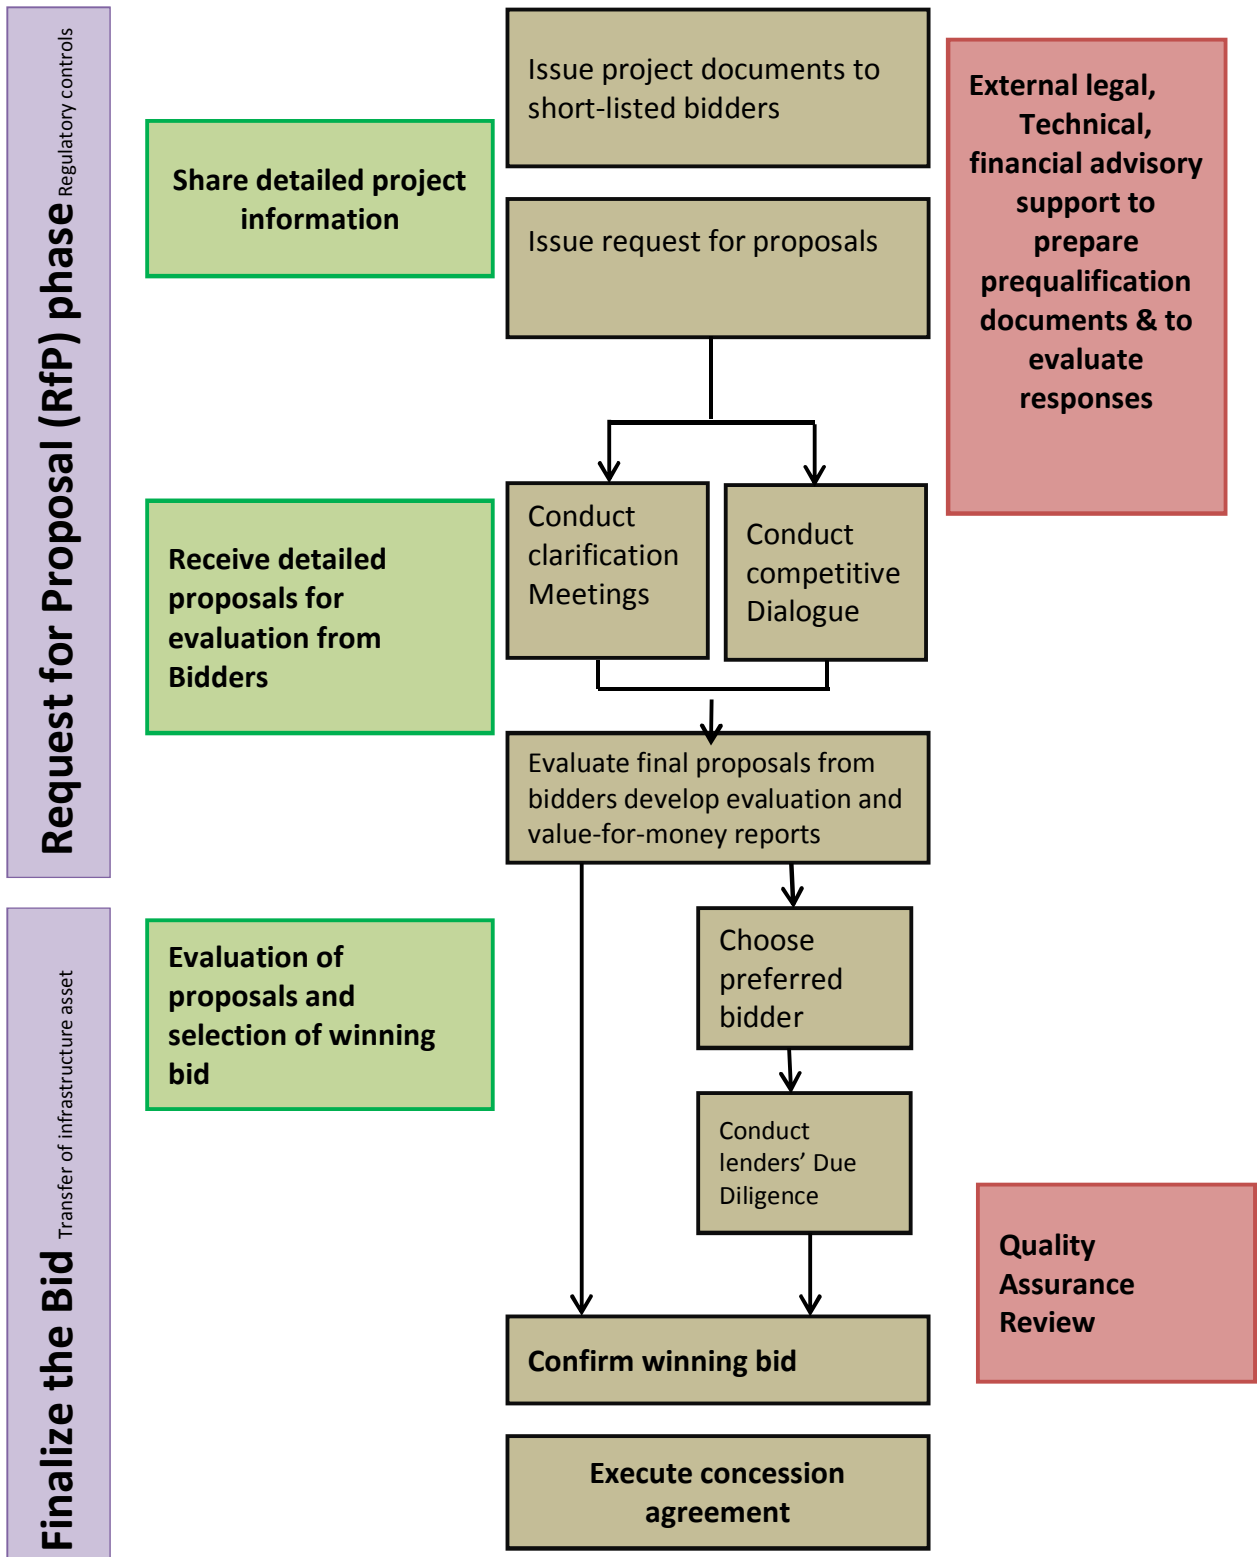 Request for Proposal (RfP) phase Regulatory controls
Issue project documents to
short-listed bidders
External legal,
Technical,
financial advisory
support to
prepare
prequalification
documents & to
evaluate
responses
Share detailed project
information
Issue request for proposals
Receive detailed
proposals for
evaluation from
Bidders
Conduct
clarification
Meetings
Conduct
competitive
Dialogue
Evaluate final proposals from
bidders develop evaluation and
value-for-money reports
Finalize the Bid Transfer of infrastructure asset
Evaluation of
proposals and
selection of winning
bid
Choose
preferred
bidder
Conduct
lenders’ Due
Diligence
Quality
Assurance
Review
Confirm winning bid
Execute concession
agreement